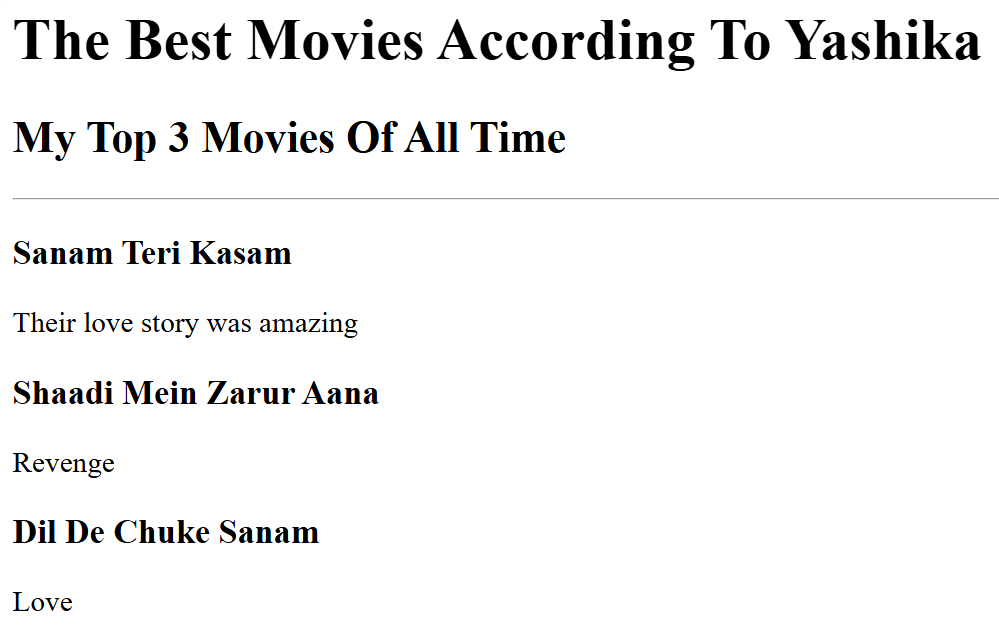 The Best Movies According To Yashika
My Top 3 Movies Of All Time
Sanam Teri Kasam
Their love story was amazing
Shaadi Mein Zarur Aana
Revenge
Dil De Chuke Sanam
Love